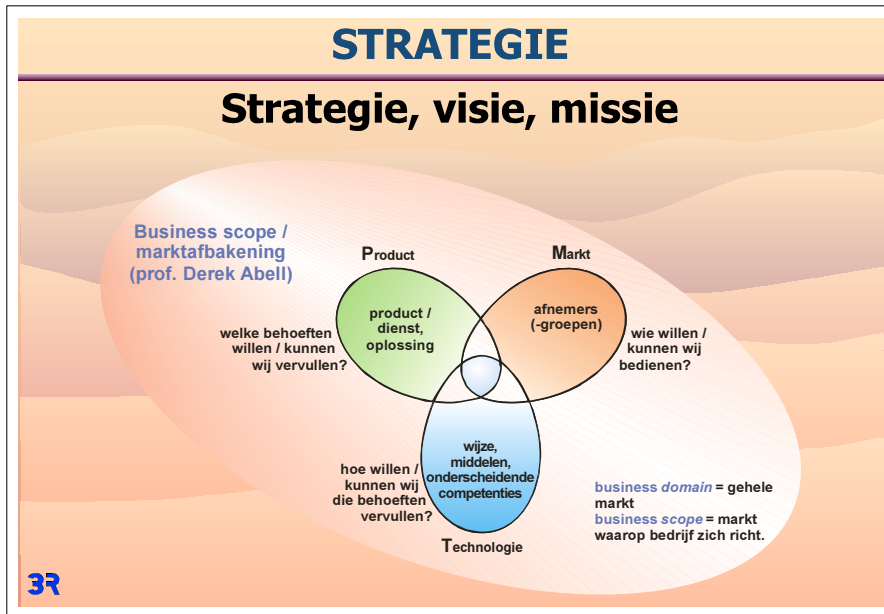 STRATEGIE
Strategie, visie, missie
Business scope /
marktafbakening
(prof. Derek Abell)
Product
Markt
product /
dienst,
oplossing
afnemers
(-groepen)
welke behoeften
willen / kunnen
wij vervullen?
wie willen /
kunnen wij
bedienen?
wijze,
middelen,
onderscheidende
competenties
hoe willen /
kunnen wij
die behoeften
vervullen?
Technologie
business domain = gehele
markt
business scope = markt
waarop bedrijf zich richt.
3R